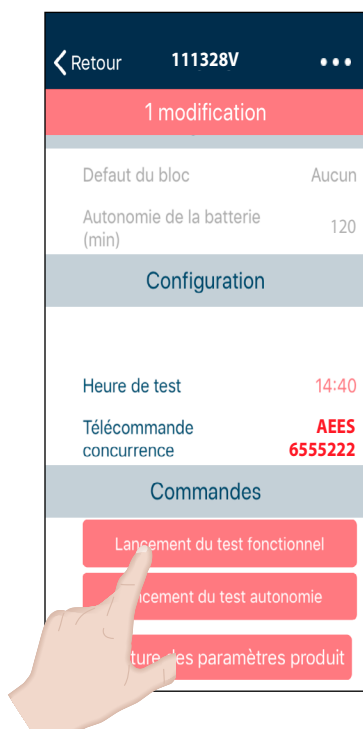 Retour 111328V
1 modification
Defaut du bloc Aucun
Autonomie de la batterie
(min) 120
Configuration
Heure de test 14:40
Télécommande AEES
concurrence 6555222
Commandes
Lancement du test fonctionnel
du test autonomie
des paramètres produit